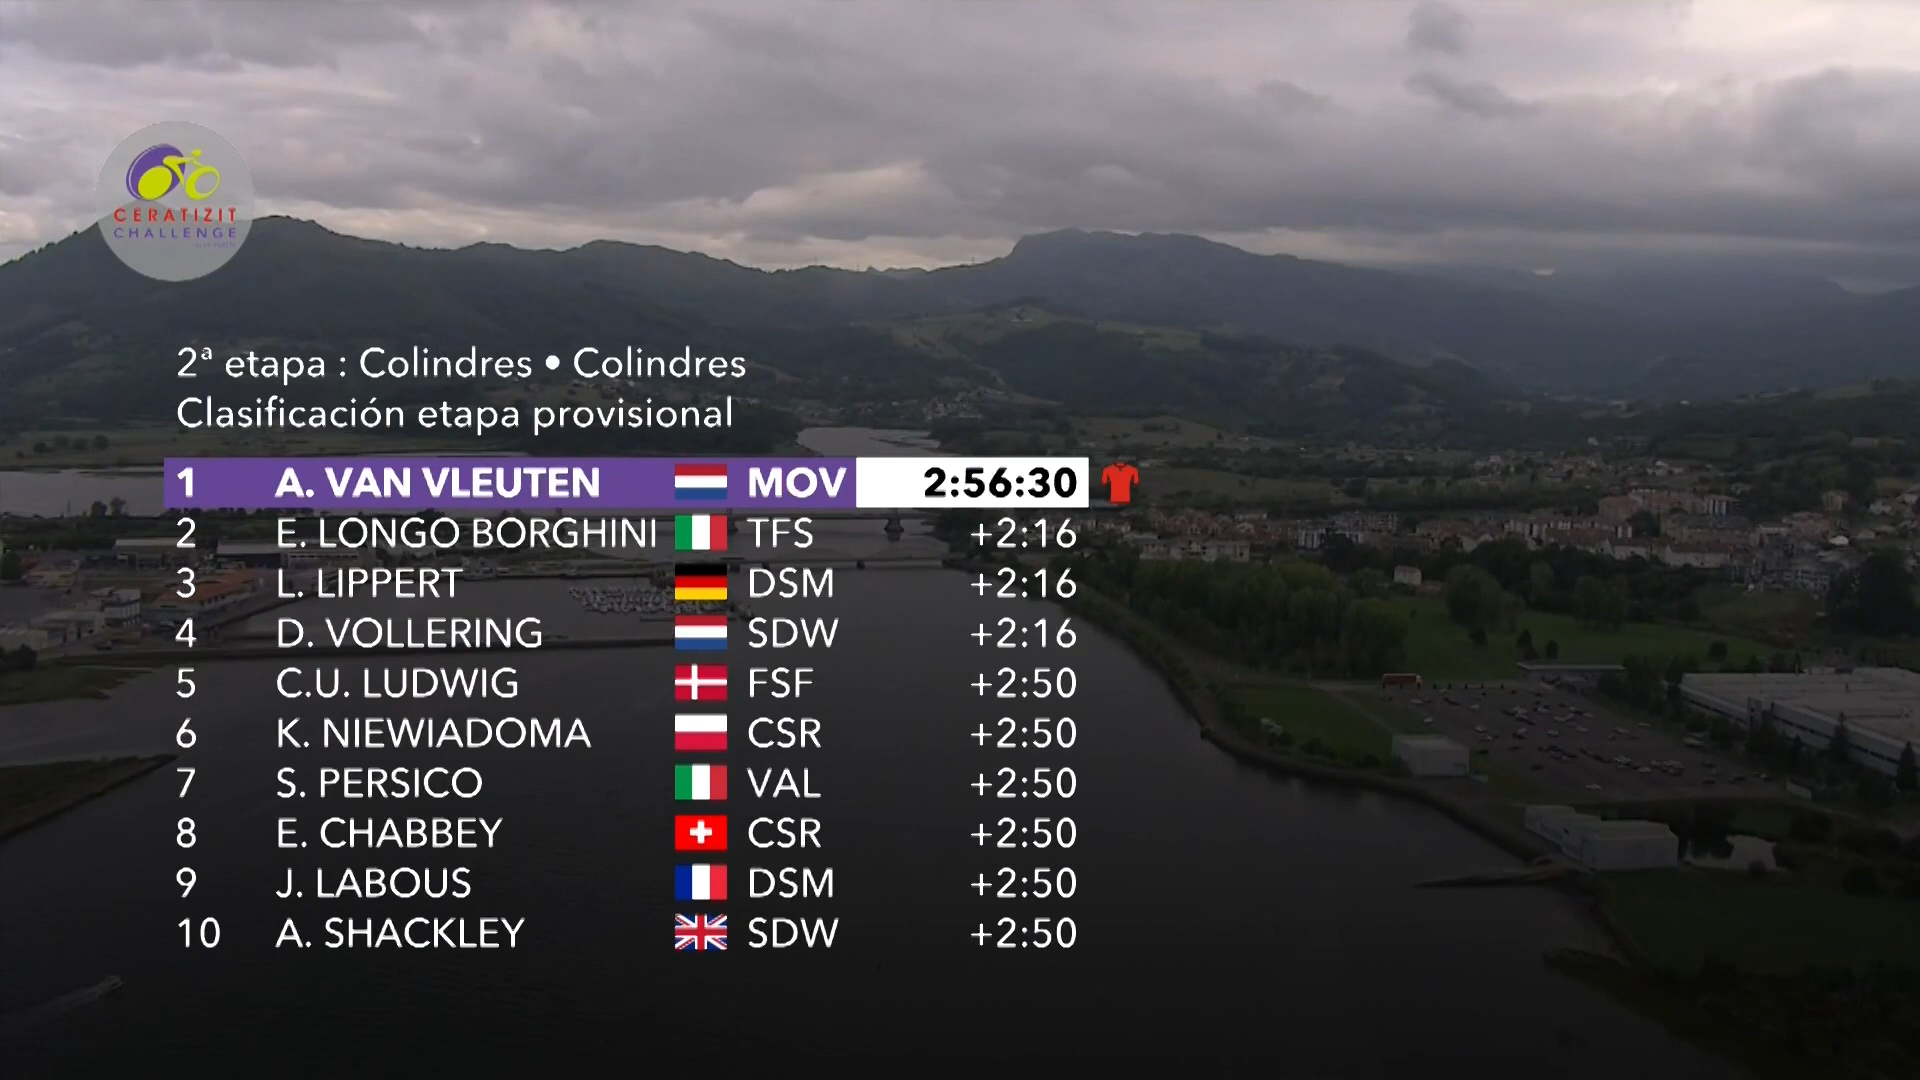 CERATIZIT
CHALLENGE
2ª etapa : Colindres • Colindres
Clasificación etapa provisional
1 A. VAN VLEUTEN MOV 2:56:30
2 E. LONGO BORGHINI TFS +2:16
3 L. LIPPERT DSM +2:16
4 D. VOLLERING SDW +2:16
5 C.U. LUDWIG FSF +2:50
6 K. NIEWIADOMA CSR +2:50
7 S. PERSICO VAL +2:50
8 E. CHABBEY CSR +2:50
9 J. LABOUS DSM +2:50
10 A. SHACKLEY SDW +2:50